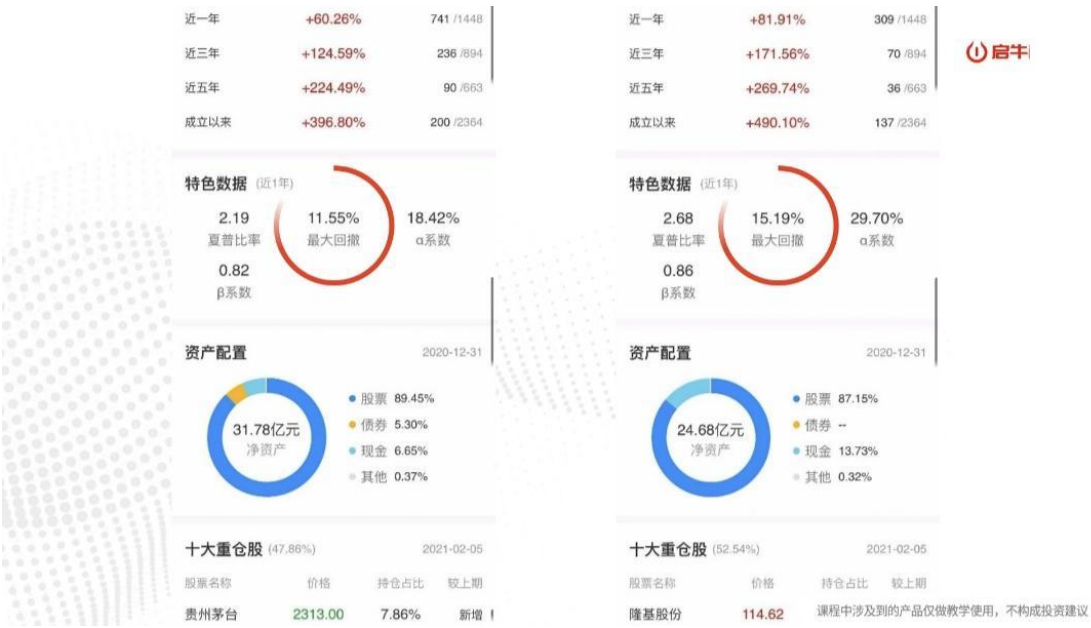 近一年 +60.26% 741 /1448
近三年 +124.59% 236 /894
近五年 +224.49% 90 /663
成立以来 +396.80% 200 /2364
特色数据 (近1年)
2.19 11.55% 18.42%
夏普比率 最大回撤 α系数
0.82
β系数
资产配置 2020-12-31
股票 89.45%
31.78亿元 债券 5.30%
净资产 现金 6.65%
其他 0.37%
十大重仓股 (47.86%) 2021-02-05
股票名称 价格 持仓占比 较上期
贵州茅台 2313.00 7.86% 新增
近一年 +81.91% 309 /1448
近三年 +171.56% 70 /894
近五年 +269.74% 36 /663
成立以来 +490.10% 137 /2364
特色数据 (近1年)
2.68 15.19% 29.70%
夏普比率 最大回撤 α系数
0.86
β系数
资产配置 2020-12-31
股票 87.15%
24.68亿元 债券 --
净资产 现金 13.73%
其他 0.32%
十大重仓股 (52.54%) 2021-02-05
股票名称 价格 持仓占比 较上期
隆基股份 114.62
启牛
课程中涉及到的产品仅做教学使用，不构成投资建议